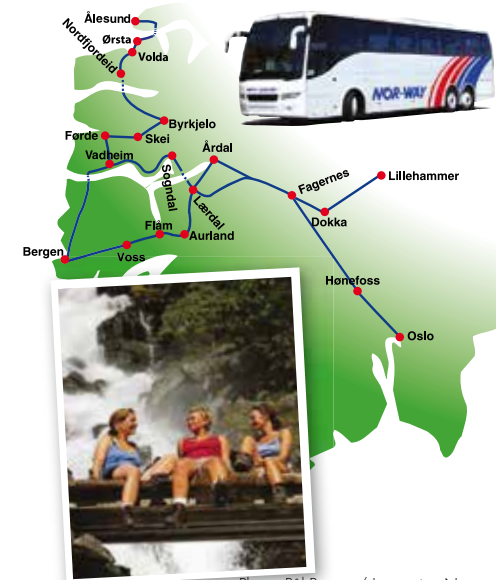 Ålesund
Ørsta
Nordfjordeid
Volda
NOR-WAY
Byrkjelo
Førde
Skei
Årdal
Vadheim
Sogndal
Lærdal
Fagernes
Lillehammer
Dokka
Flåm
Aurland
Bergen
Voss
Hønefoss
Oslo